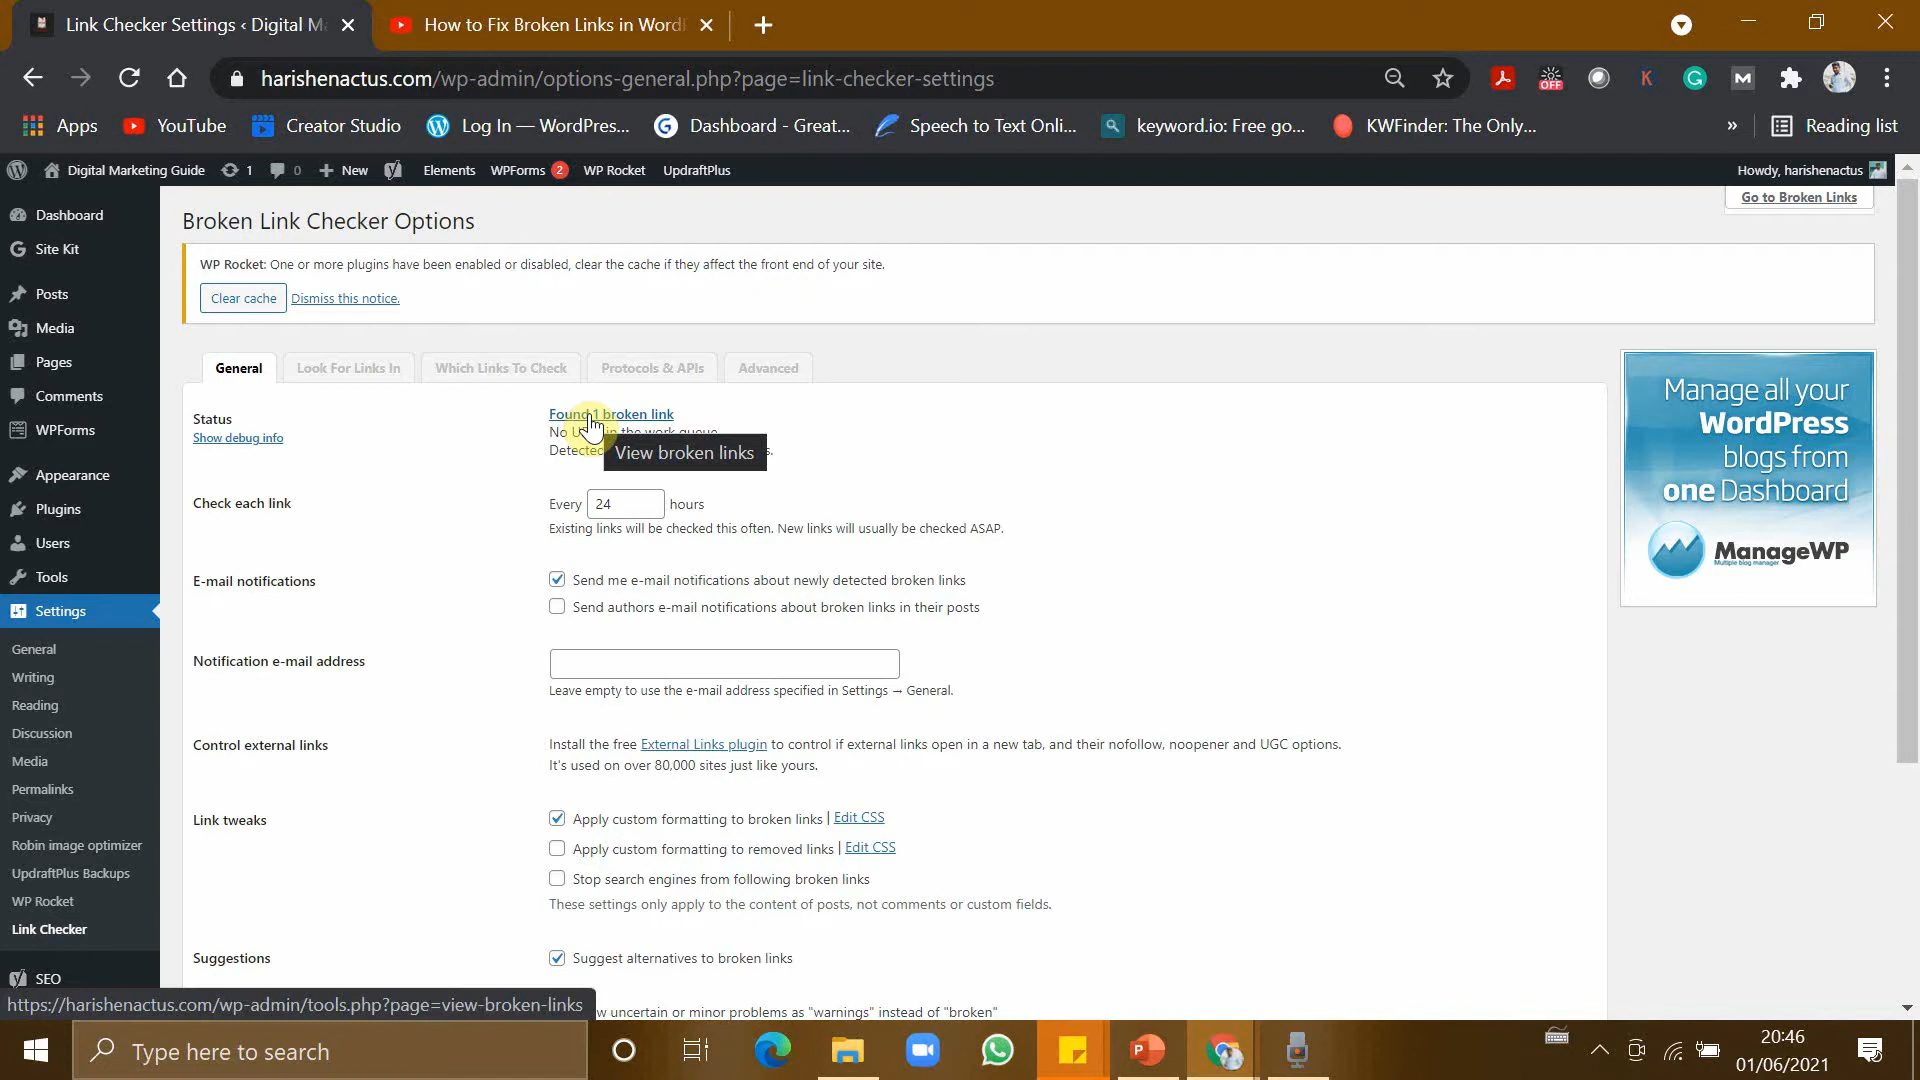 Link Checker Settings ‹ Digital Ma
How to Fix Broken Links in Word
harishenactus.com/wp-admin/options-general.php?page=link-checker-settings
OFF
K
M
Apps
YouTube
Creator Studio
Log In — WordPress...
Dashboard - Great...
Speech to Text Onli...
keyword.io: Free go...
KWFinder: The Only...
»
Reading list
Digital Marketing Guide
1
0
New
Elements
WPForms 2
WP Rocket
UpdraftPlus
Howdy, harishenactus
Dashboard
Site Kit
Posts
Media
Pages
Comments
WPForms
Appearance
Plugins
Users
Tools
Settings
General
Writing
Reading
Discussion
Media
Permalinks
Privacy
Robin image optimizer
UpdraftPlus Backups
WP Rocket
Link Checker
SEO
Go to Broken Links
Broken Link Checker Options
WP Rocket: One or more plugins have been enabled or disabled, clear the cache if they affect the front end of your site.
Clear cache
Dismiss this notice.
General
Look For Links In
Which Links To Check
Protocols & APIs
Advanced
Status
Show debug info
Found 1 broken link
No in the work queue
Detected
View broken links
Check each link
Every 24 hours
Existing links will be checked this often. New links will usually be checked ASAP.
E-mail notifications
Send me e-mail notifications about newly detected broken links
Send authors e-mail notifications about broken links in their posts
Notification e-mail address
Leave empty to use the e-mail address specified in Settings → General.
Control external links
Install the free External Links plugin to control if external links open in a new tab, and their nofollow, noopener and UGC options.
It's used on over 80,000 sites just like yours.
Link tweaks
Apply custom formatting to broken links | Edit CSS
Apply custom formatting to removed links | Edit CSS
Stop search engines from following broken links
These settings only apply to the content of posts, not comments or custom fields.
Suggestions
Suggest alternatives to broken links
w uncertain or minor problems as "warnings" instead of "broken"
Manage all your
WordPress
blogs from
one Dashboard
ManageWP
Multiple blog manager
https://harishenactus.com/wp-admin/tools.php?page=view-broken-links
Type here to search
20:46
01/06/2021